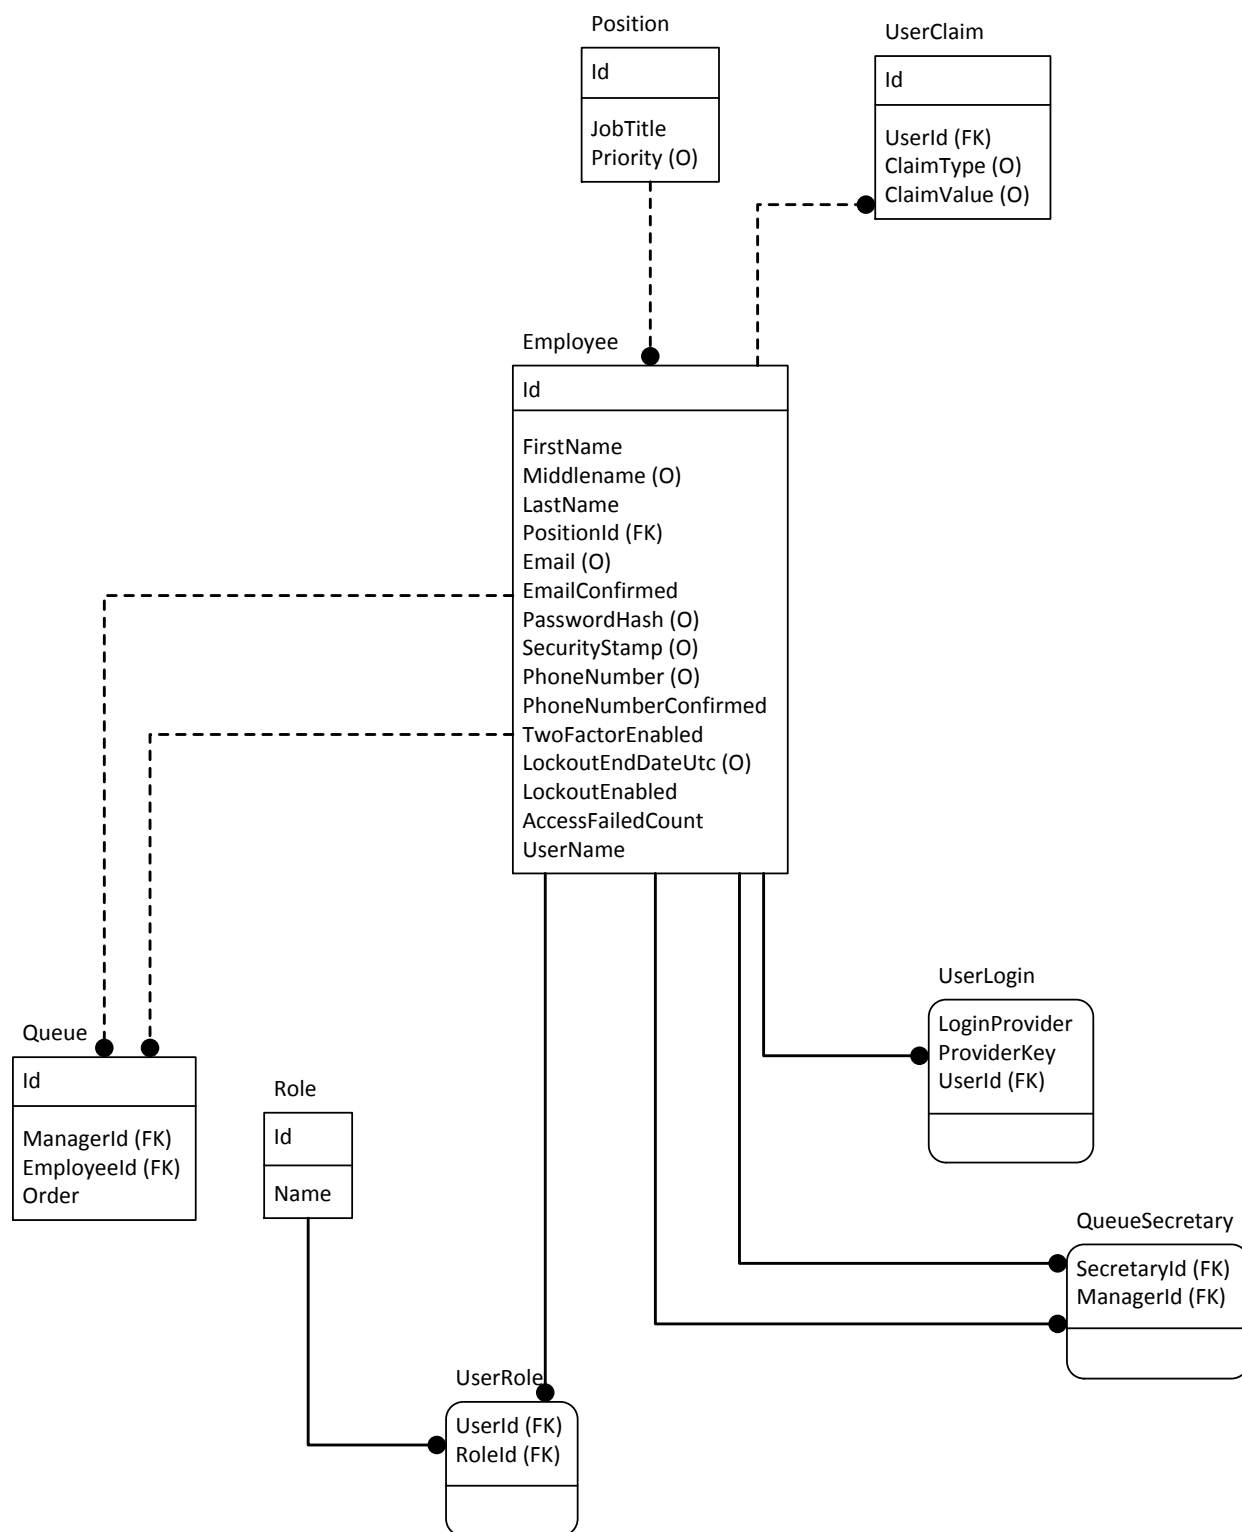 Position
Id
JobTitle
Priority (O)
UserClaim
Id
UserId (FK)
ClaimType (O)
ClaimValue (O)
Employee
Id
FirstName
Middlename (O)
LastName
PositionId (FK)
Email (O)
EmailConfirmed
PasswordHash (O)
SecurityStamp (O)
PhoneNumber (O)
PhoneNumberConfirmed
TwoFactorEnabled
LockoutEndDateUtc (O)
LockoutEnabled
AccessFailedCount
UserName
Queue
Id
ManagerId (FK)
EmployeeId (FK)
Order
Role
Id
Name
UserLogin
LoginProvider
ProviderKey
UserId (FK)
QueueSecretary
SecretaryId (FK)
ManagerId (FK)
UserRole
UserId (FK)
RoleId (FK)